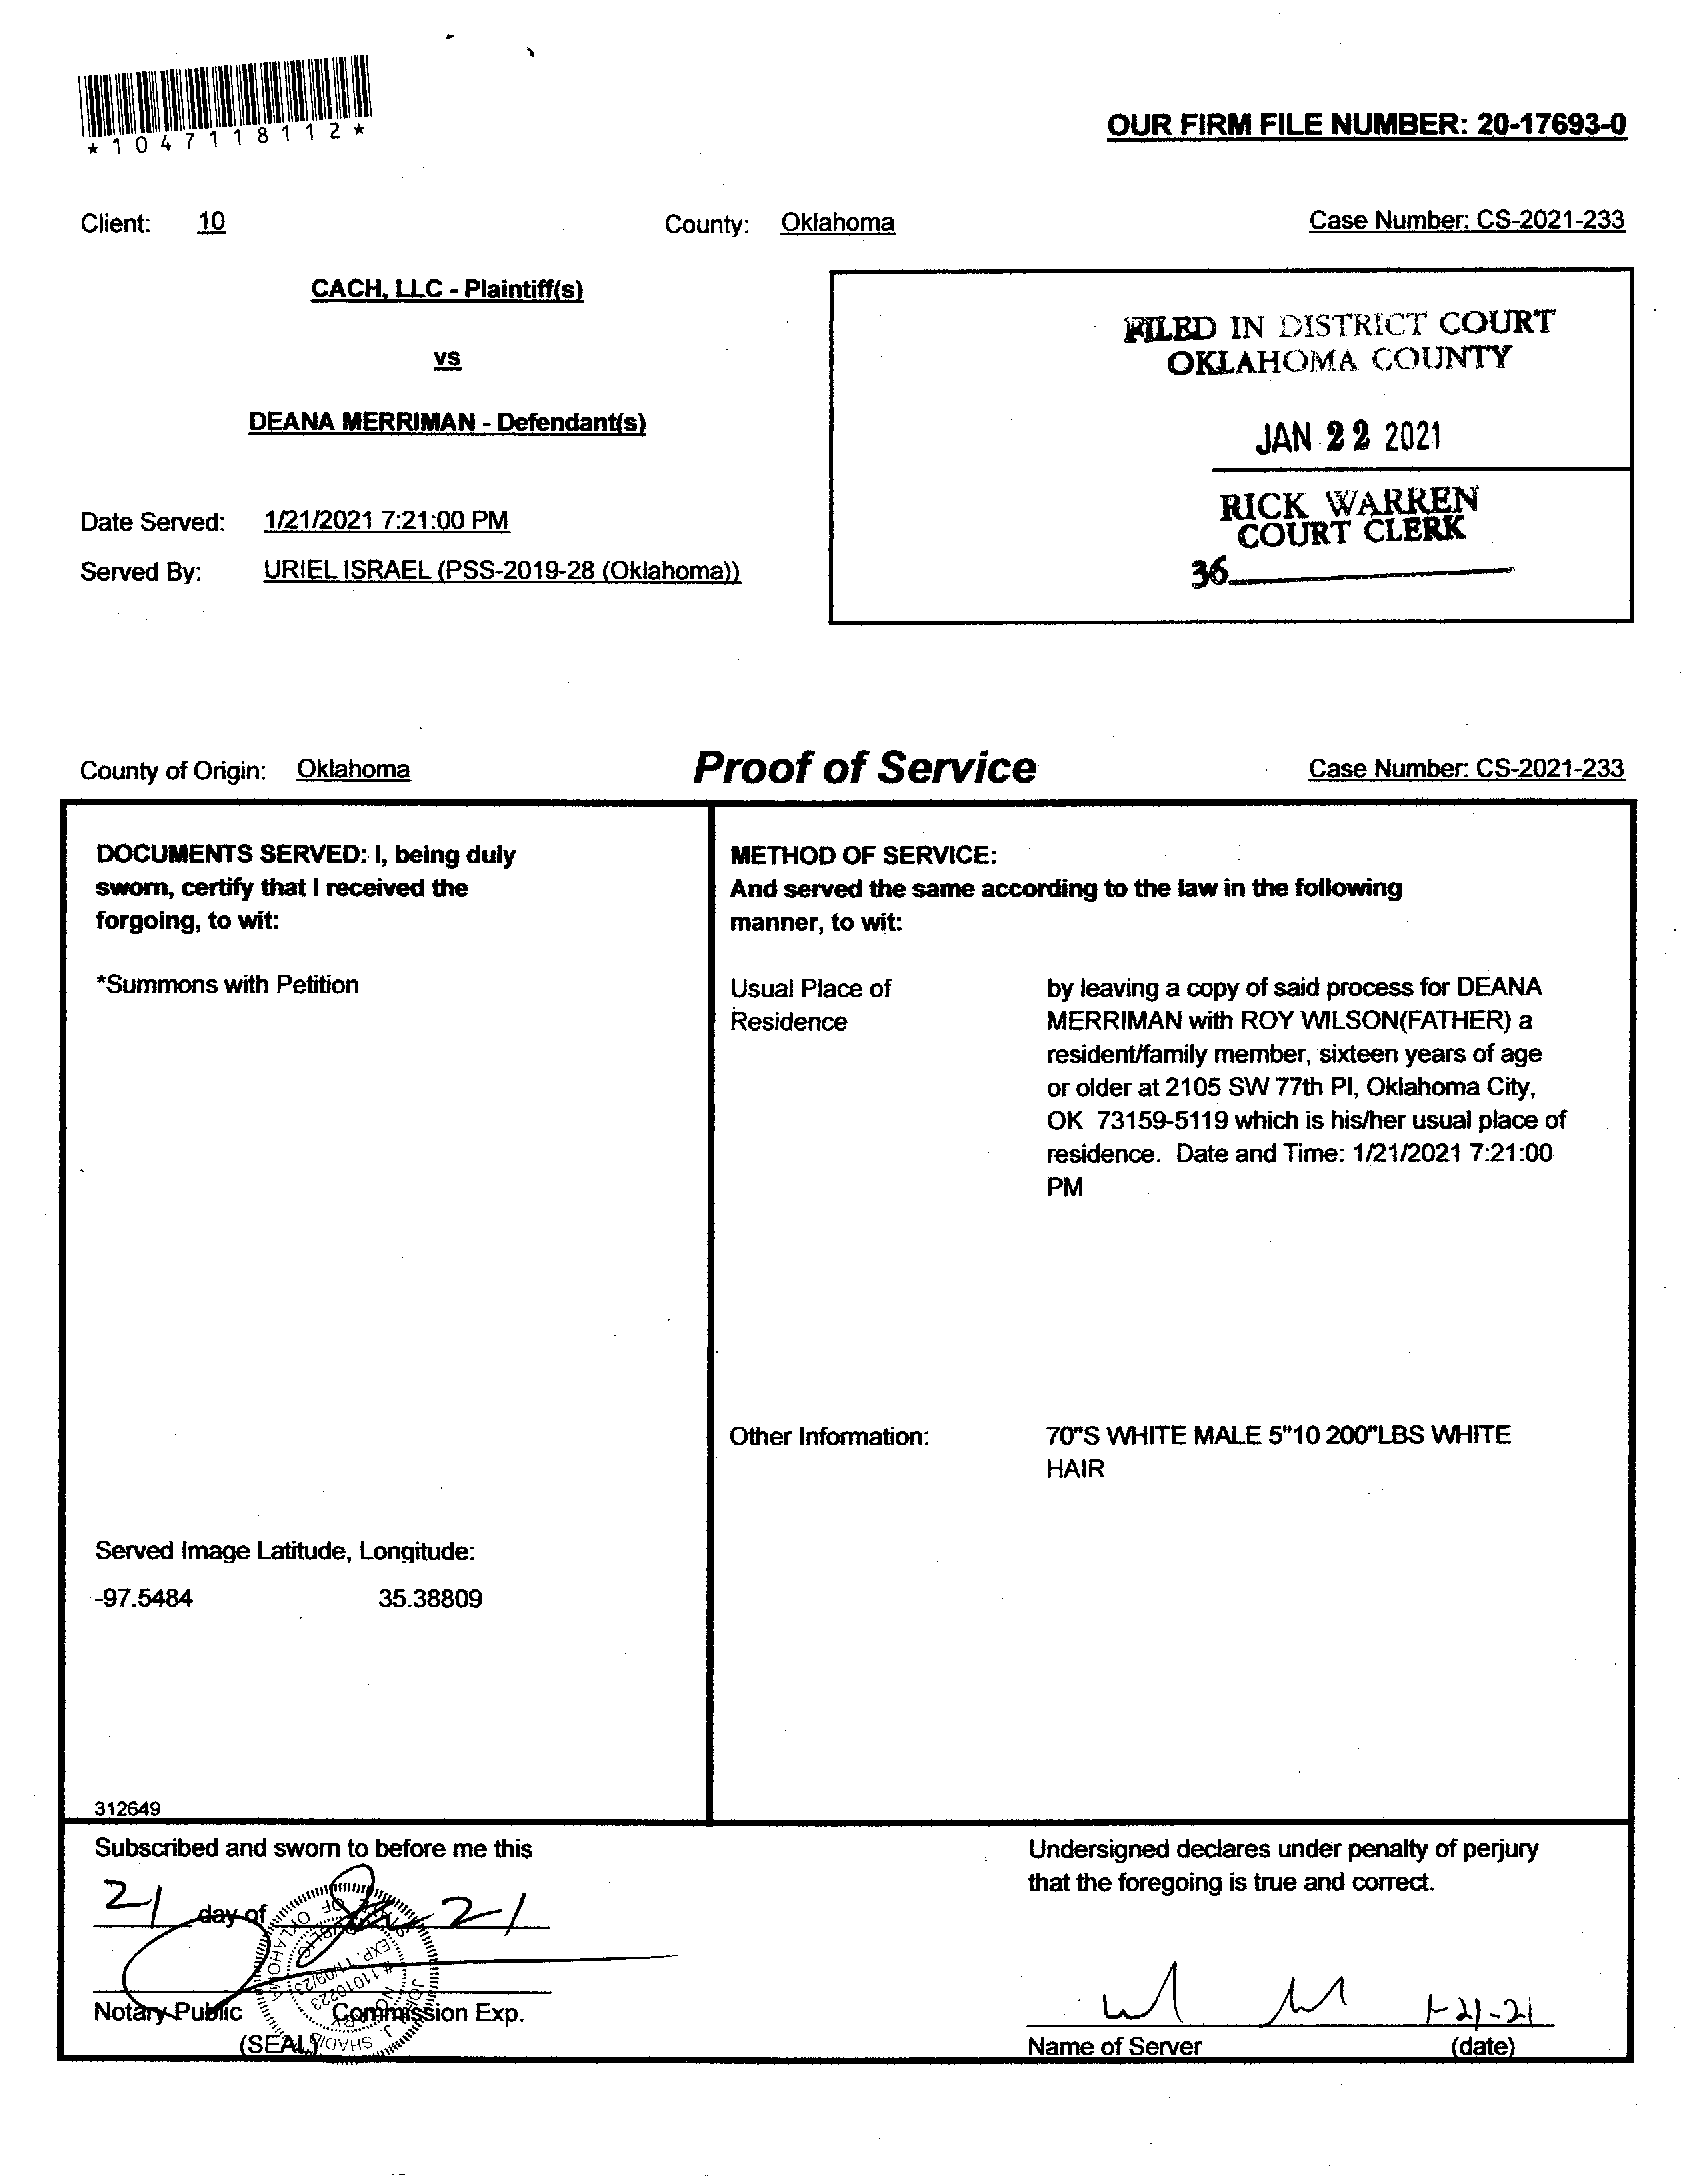 *1047118112*
OUR FIRM FILE NUMBER: 20-17693-0
Client: 10
County: Oklahoma
Case Number: CS-2021-233
CACH, LLC - Plaintiff(s)
vs
DEANA MERRIMAN - Defendant(s)
Date Served: 1/21/2021 7:21:00 PM
Served By: URIEL ISRAEL (PSS-2019-28 (Oklahoma))
FILED IN DISTRICT COURT
OKLAHOMA COUNTY
JAN 22 2021
RICK WARREN
COURT CLERK
36
County of Origin: Oklahoma
Proof of Service
Case Number: CS-2021-233
DOCUMENTS SERVED: I, being duly
sworn, certify that I received the
forgoing, to wit:
*Summons with Petition
Served Image Latitude, Longitude:
-97.5484 35.38809
312649
METHOD OF SERVICE:
And served the same according to the law in the following
manner, to wit:
Usual Place of
Residence
by leaving a copy of said process for DEANA
MERRIMAN with ROY WILSON(FATHER) a
resident/family member, sixteen years of age
or older at 2105 SW 77th Pl, Oklahoma City,
OK  73159-5119 which is his/her usual place of
residence.  Date and Time: 1/21/2021 7:21:00
PM
Other Information:
70"S WHITE MALE 5"10 200"LBS WHITE
HAIR
Subscribed and sworn to before me this
21 day of 21
Notary Public Commission Exp.
(SEAL)
OF OKLAHOMA
# 11010223
EXP. 11/09/23
Undersigned declares under penalty of perjury
that the foregoing is true and correct.
1-21-21
Name of Server (date)